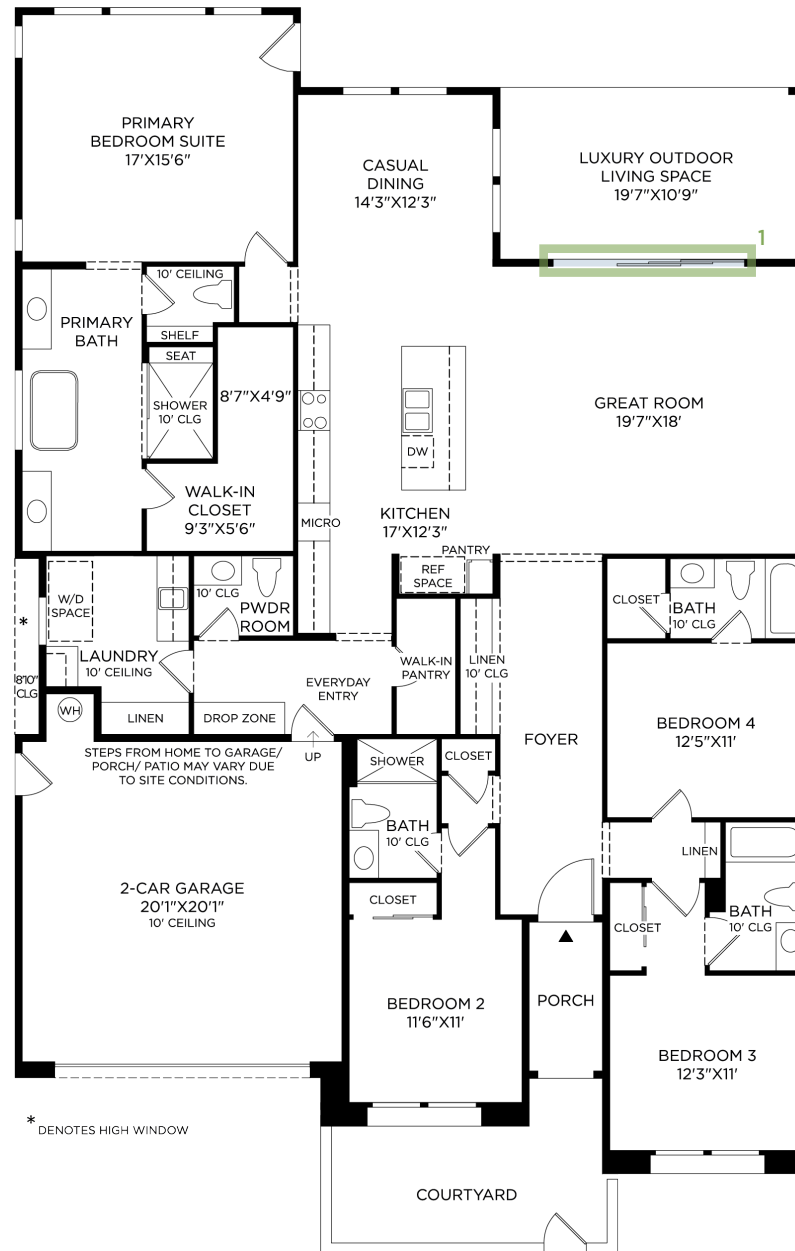 PRIMARY
BEDROOM SUITE
17'X15'6"
CASUAL
DINING
14'3"X12'3"
LUXURY OUTDOOR
LIVING SPACE
19'7"X10'9"
1
10' CEILING
SHELF
PRIMARY
BATH
SEAT
SHOWER
10' CLG
8'7"X4'9"
WALK-IN
CLOSET
9'3"X5'6"
DW
GREAT ROOM
19'7"X18'
MICRO
KITCHEN
17'X12'3"
PANTRY
REF
SPACE
W/D
SPACE
10' CLG
PWDR
ROOM
CLOSET
BATH
10' CLG
*
8'10"
CLG
LAUNDRY
10' CEILING
WALK-IN
PANTRY
LINEN
10' CLG
EVERYDAY
ENTRY
WH
LINEN
DROP ZONE
UP
FOYER
BEDROOM 4
12'5"X11'
STEPS FROM HOME TO GARAGE/
PORCH/ PATIO MAY VARY DUE
TO SITE CONDITIONS.
SHOWER
CLOSET
BATH
10' CLG
LINEN
2-CAR GARAGE
20'1"X20'1"
10' CEILING
CLOSET
CLOSET
BATH
10' CLG
BEDROOM 2
11'6"X11'
PORCH
BEDROOM 3
12'3"X11'
* DENOTES HIGH WINDOW
COURTYARD